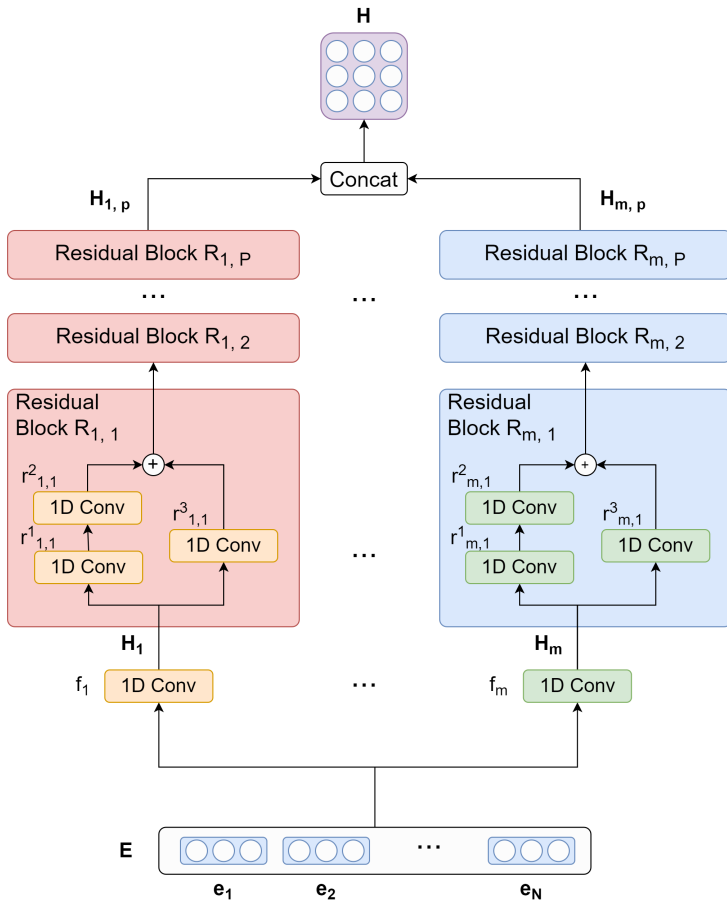 H
Concat
H1, p
Hm, p
Residual Block R1, P
Residual Block Rm, P
...
...
...
Residual Block R1, 2
Residual Block Rm, 2
Residual
Block R1, 1
Residual
Block Rm, 1
+
+
r²1,1
1D Conv
r³1,1
r²m,1
1D Conv
r³m,1
r¹1,1
1D Conv
1D Conv
...
r¹m,1
1D Conv
1D Conv
H1
Hm
f1
1D Conv
...
fm
1D Conv
E
...
e1
e2
eN